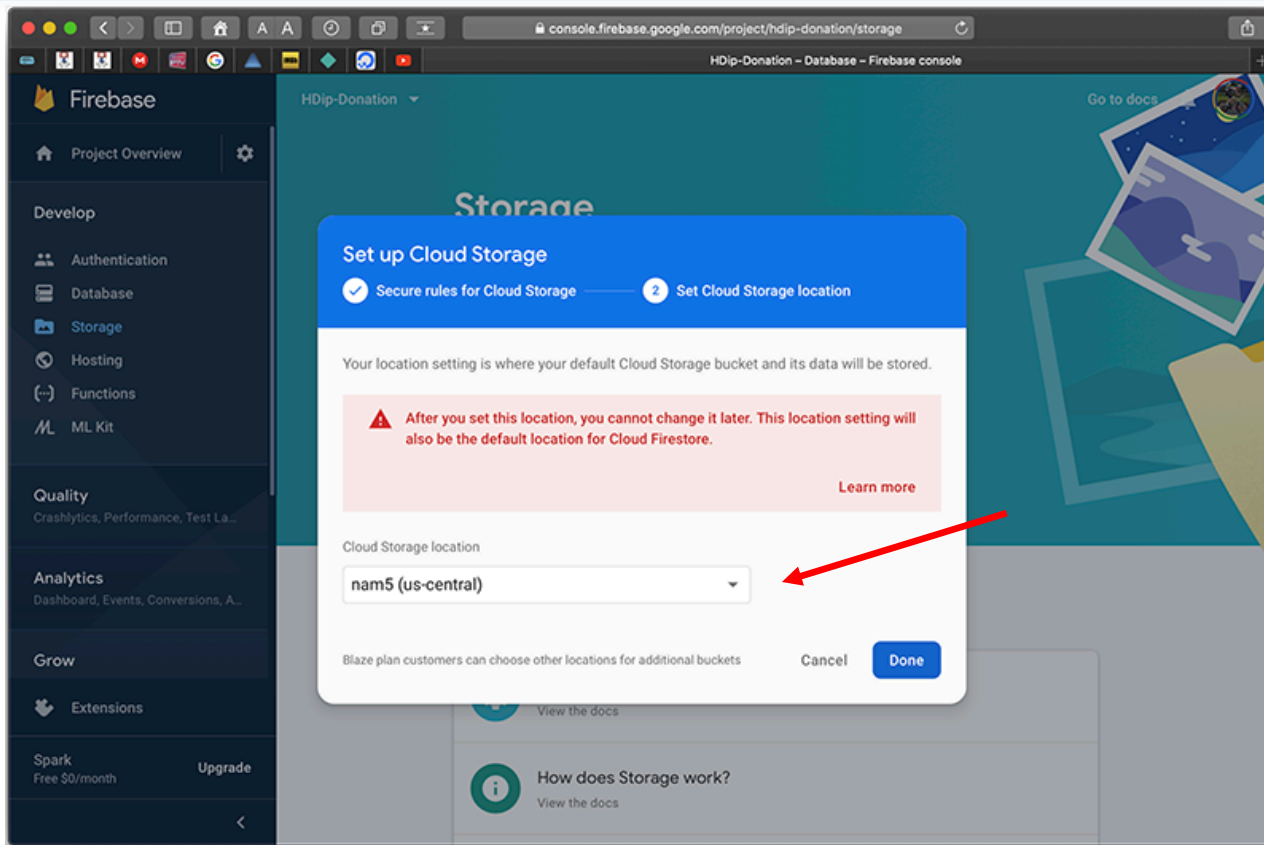 A A
console.firebase.google.com/project/hdip-donation/storage
HDip-Donation – Database – Firebase console
Firebase
HDip-Donation
Go to docs
Project Overview
Develop
Authentication
Database
Storage
Hosting
Functions
ML Kit
Quality
Crashlytics, Performance, Test La...
Analytics
Dashboard, Events, Conversions, A...
Grow
Extensions
Spark
Free $0/month
Upgrade
Storage
Set up Cloud Storage
Secure rules for Cloud Storage
2 Set Cloud Storage location
Your location setting is where your default Cloud Storage bucket and its data will be stored.
After you set this location, you cannot change it later. This location setting will
also be the default location for Cloud Firestore.
Learn more
Cloud Storage location
nam5 (us-central)
Blaze plan customers can choose other locations for additional buckets
Cancel
Done
View the docs
How does Storage work?
View the docs